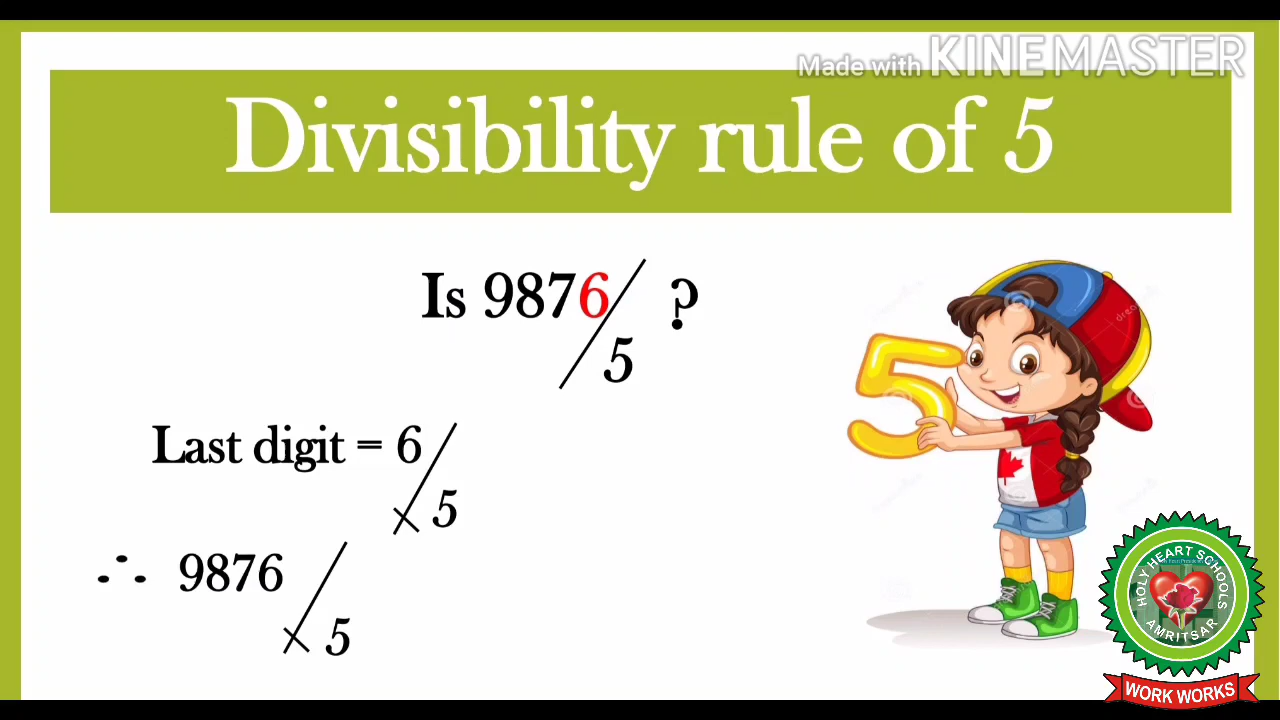 Made with KINEMASTER
Divisibility rule of 5
Is 9876/5 ?
Last digit = 6/5
∴ 9876/5
5
HOLY HEART SCHOOLS
AMRITSAR
WORK WORKS